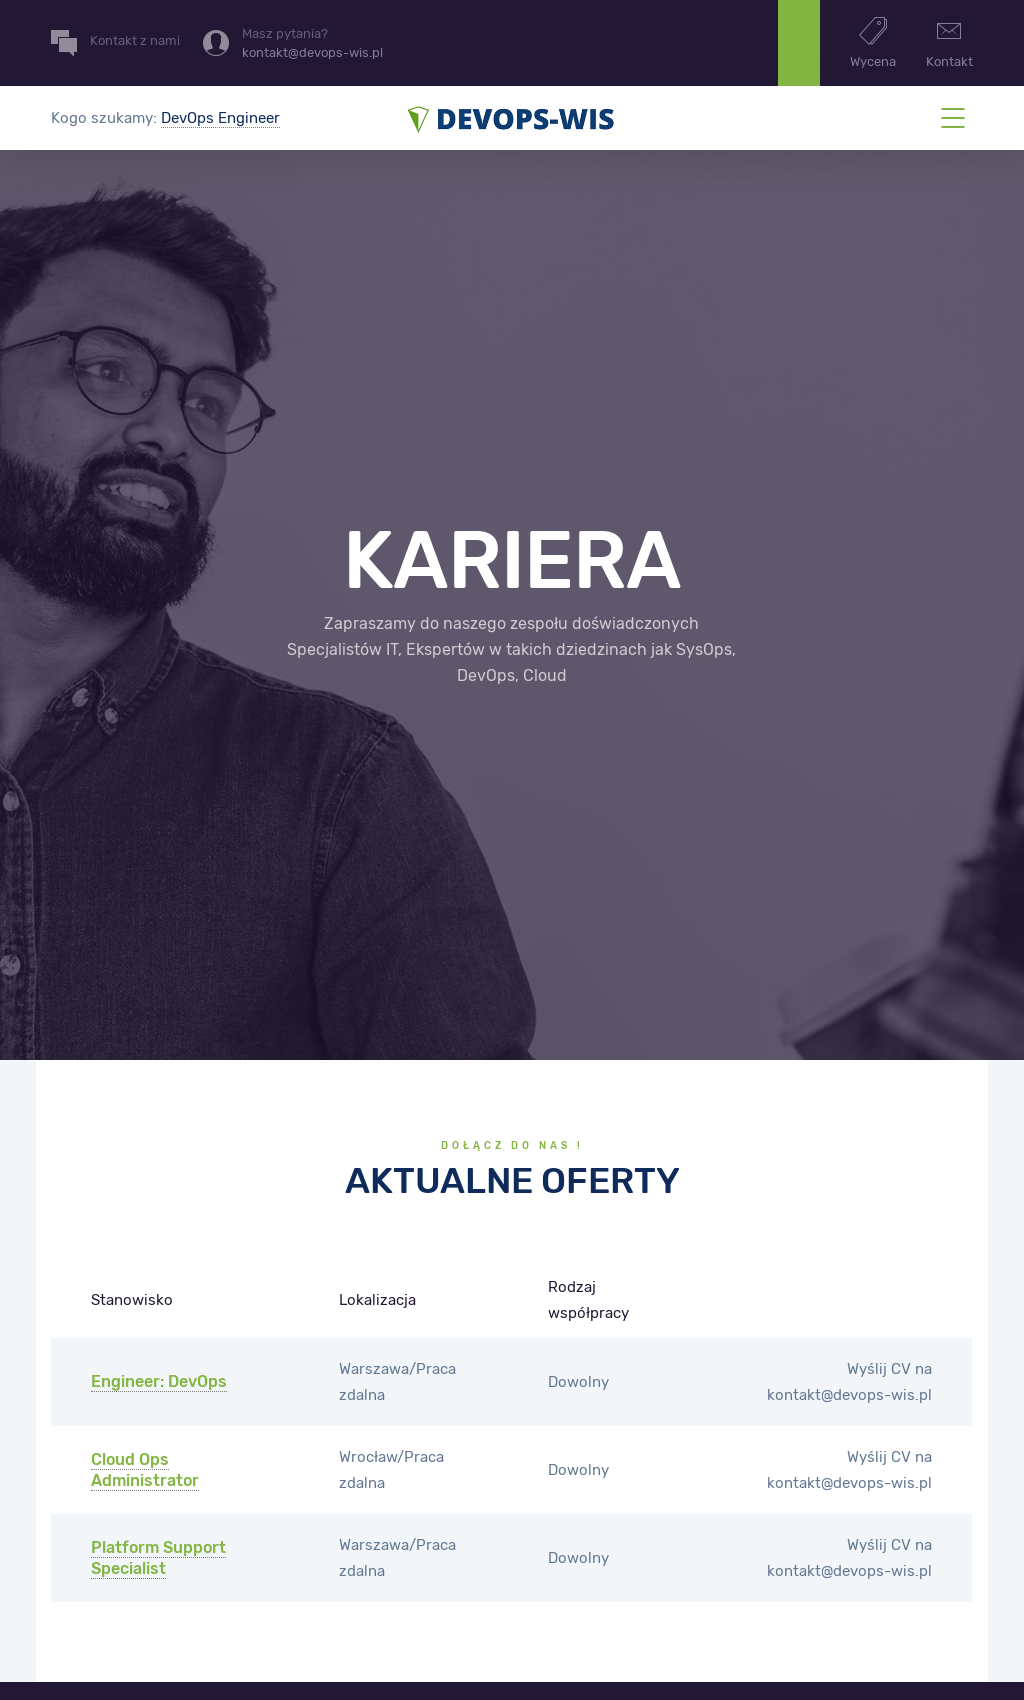 Kontakt z nami
Masz pytania?
kontakt@devops-wis.pl
Wycena
Kontakt
Kogo szukamy: DevOps Engineer
DEVOPS-WIS
KARIERA
Zapraszamy do naszego zespołu doświadczonych
Specjalistów IT, Ekspertów w takich dziedzinach jak SysOps,
DevOps, Cloud
DOŁĄCZ DO NAS !
AKTUALNE OFERTY
Stanowisko
Lokalizacja
Rodzaj
współpracy
Engineer: DevOps
Warszawa/Praca
zdalna
Dowolny
Wyślij CV na
kontakt@devops-wis.pl
Cloud Ops
Administrator
Wrocław/Praca
zdalna
Dowolny
Wyślij CV na
kontakt@devops-wis.pl
Platform Support
Specialist
Warszawa/Praca
zdalna
Dowolny
Wyślij CV na
kontakt@devops-wis.pl